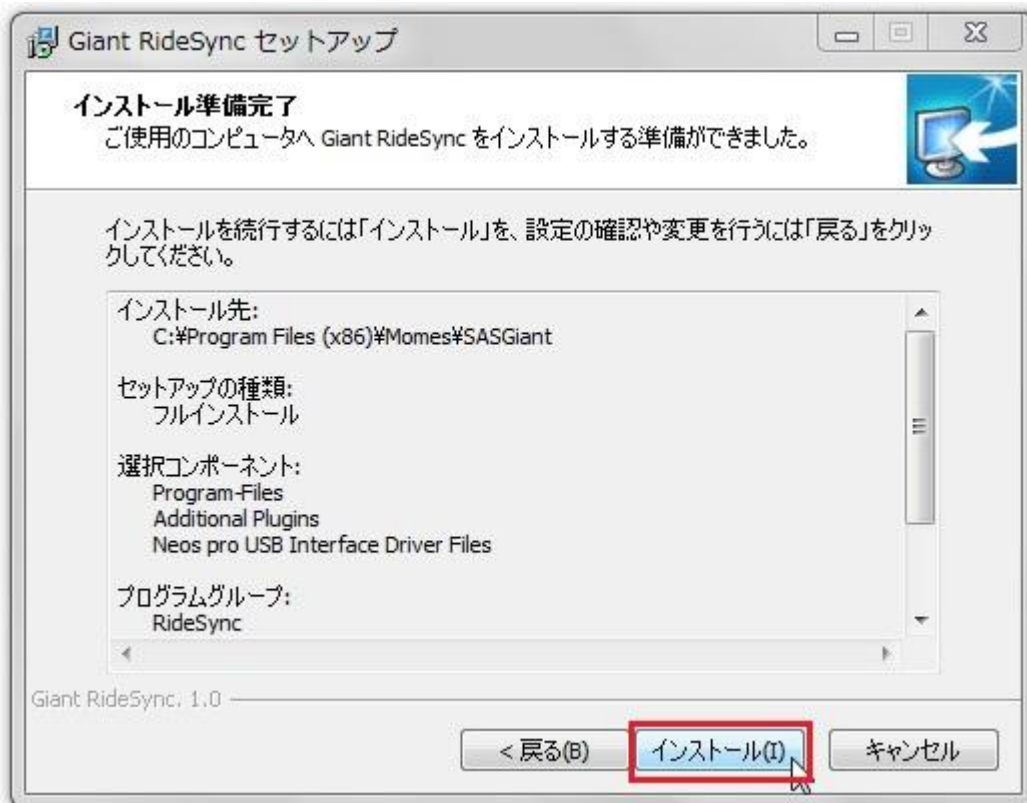 Giant RideSync セットアップ
インストール準備完了
ご使用のコンピュータへ Giant RideSync をインストールする準備ができました。
インストールを続行するには「インストール」を、設定の確認や変更を行うには「戻る」をクリッ
クしてください。
インストール先:
C:¥Program Files (x86)¥Momes¥SASGiant
セットアップの種類:
フルインストール
選択コンポーネント:
Program-Files
Additional Plugins
Neos pro USB Interface Driver Files
プログラムグループ:
RideSync
Giant RideSync. 1.0
< 戻る(B) インストール(I) キャンセル